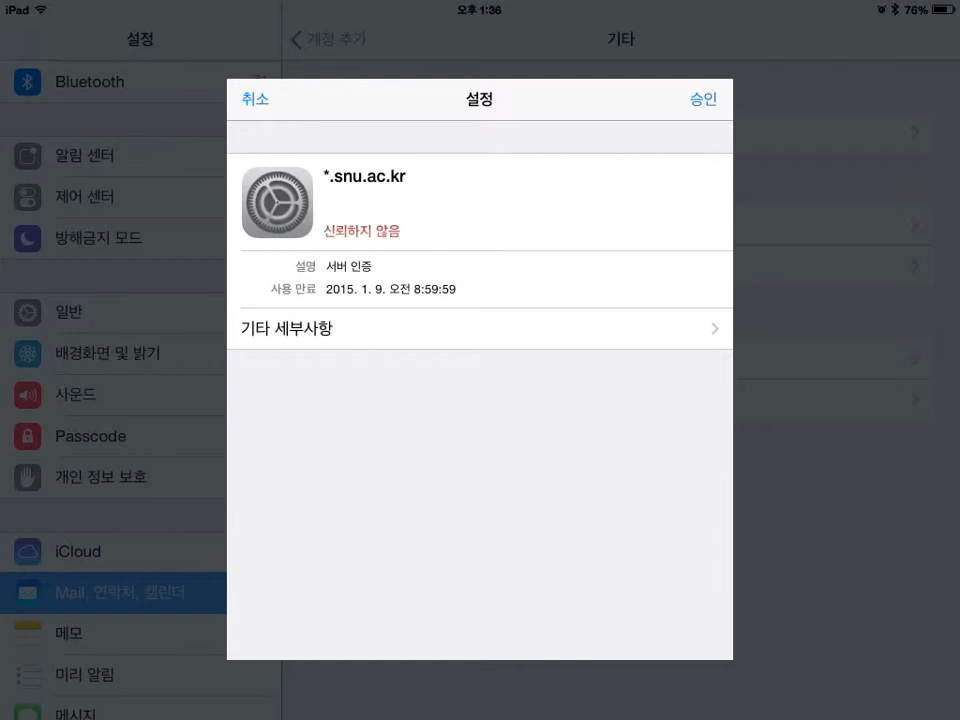 iPad
오후 1:36
76%
설정
계정 추가
기타
Bluetooth
알림 센터
제어 센터
방해금지 모드
일반
배경화면 및 밝기
사운드
Passcode
개인 정보 보호
iCloud
Mail, 연락처, 캘린더
메모
미리 알림
메시지
취소
설정
승인
*.snu.ac.kr
신뢰하지 않음
설명 서버 인증
사용 만료 2015. 1. 9. 오전 8:59:59
기타 세부사항